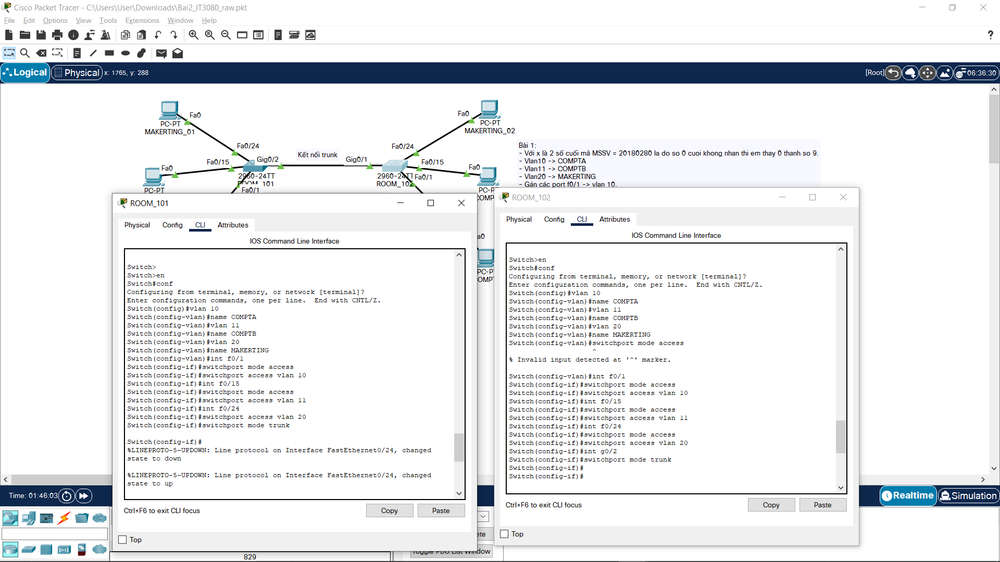 Cisco Packet Tracer - C:\Users\User\Downloads\Bai2_IT3080_raw.pkt
File Edit Options View Tools Extensions Window Help
Logical Physical x: 1765, y: 288 [Root] 06:36:30
Fa0
PC-PT
MAKERTING_01
Fa0/24
Fa0/15
Gig0/2
Fa0
PC-PT
2960-24TT
ROOM_101
Fa0/1
Kết nối trunk
Fa0
PC-PT
MAKERTING_02
Fa0/24
Gig0/1
Fa0/15
Fa0
2960-24TT
ROOM_102
Fa0/1
Bài 1:
- Với x là 2 số cuối mã MSSV = 20180280 la do so 0 cuoi khong nhan thi em thay 0 thanh so 9.
- Vlan10 -> COMPTA
- Vlan11 -> COMPTB
- Vlan20 -> MAKERTING
- Gán các port f0/1 -> vlan 10.
PC-P
COMP
a0
PC-P
OMP
ROOM_101
Physical Config CLI Attributes
IOS Command Line Interface
Switch>
Switch>en
Switch#conf
Configuring from terminal, memory, or network [terminal]?
Enter configuration commands, one per line.  End with CNTL/Z.
Switch(config)#vlan 10
Switch(config-vlan)#name COMPTA
Switch(config-vlan)#vlan 11
Switch(config-vlan)#name COMPTB
Switch(config-vlan)#vlan 20
Switch(config-vlan)#name MAKERTING
Switch(config-vlan)#int f0/1
Switch(config-if)#switchport mode access
Switch(config-if)#switchport access vlan 10
Switch(config-if)#int f0/15
Switch(config-if)#switchport mode access
Switch(config-if)#switchport access vlan 11
Switch(config-if)#int f0/24
Switch(config-if)#switchport access vlan 20
Switch(config-if)#switchport mode trunk
Switch(config-if)#
%LINEPROTO-5-UPDOWN: Line protocol on Interface FastEthernet0/24, changed
state to down
%LINEPROTO-5-UPDOWN: Line protocol on Interface FastEthernet0/24, changed
state to up
Ctrl+F6 to exit CLI focus
Copy Paste
Top
ROOM_102
Physical Config CLI Attributes
IOS Command Line Interface
Switch>en
Switch#conf
Configuring from terminal, memory, or network [terminal]?
Enter configuration commands, one per line.  End with CNTL/Z.
Switch(config)#vlan 10
Switch(config-vlan)#name COMPTA
Switch(config-vlan)#vlan 11
Switch(config-vlan)#name COMPTB
Switch(config-vlan)#vlan 20
Switch(config-vlan)#name MAKERTING
Switch(config-vlan)#switchport mode access
^
% Invalid input detected at '^' marker.
Switch(config-vlan)#int f0/1
Switch(config-if)#switchport mode access
Switch(config-if)#switchport access vlan 10
Switch(config-if)#int f0/15
Switch(config-if)#switchport mode access
Switch(config-if)#switchport access vlan 11
Switch(config-if)#int f0/24
Switch(config-if)#switchport mode access
Switch(config-if)#switchport access vlan 20
Switch(config-if)#int g0/2
Switch(config-if)#switchport mode trunk
Switch(config-if)#
Switch(config-if)#
Ctrl+F6 to exit CLI focus
Copy Paste
Top
Time: 01:46:03
Realtime Simulation
ete
Toggle PDU List Window
829